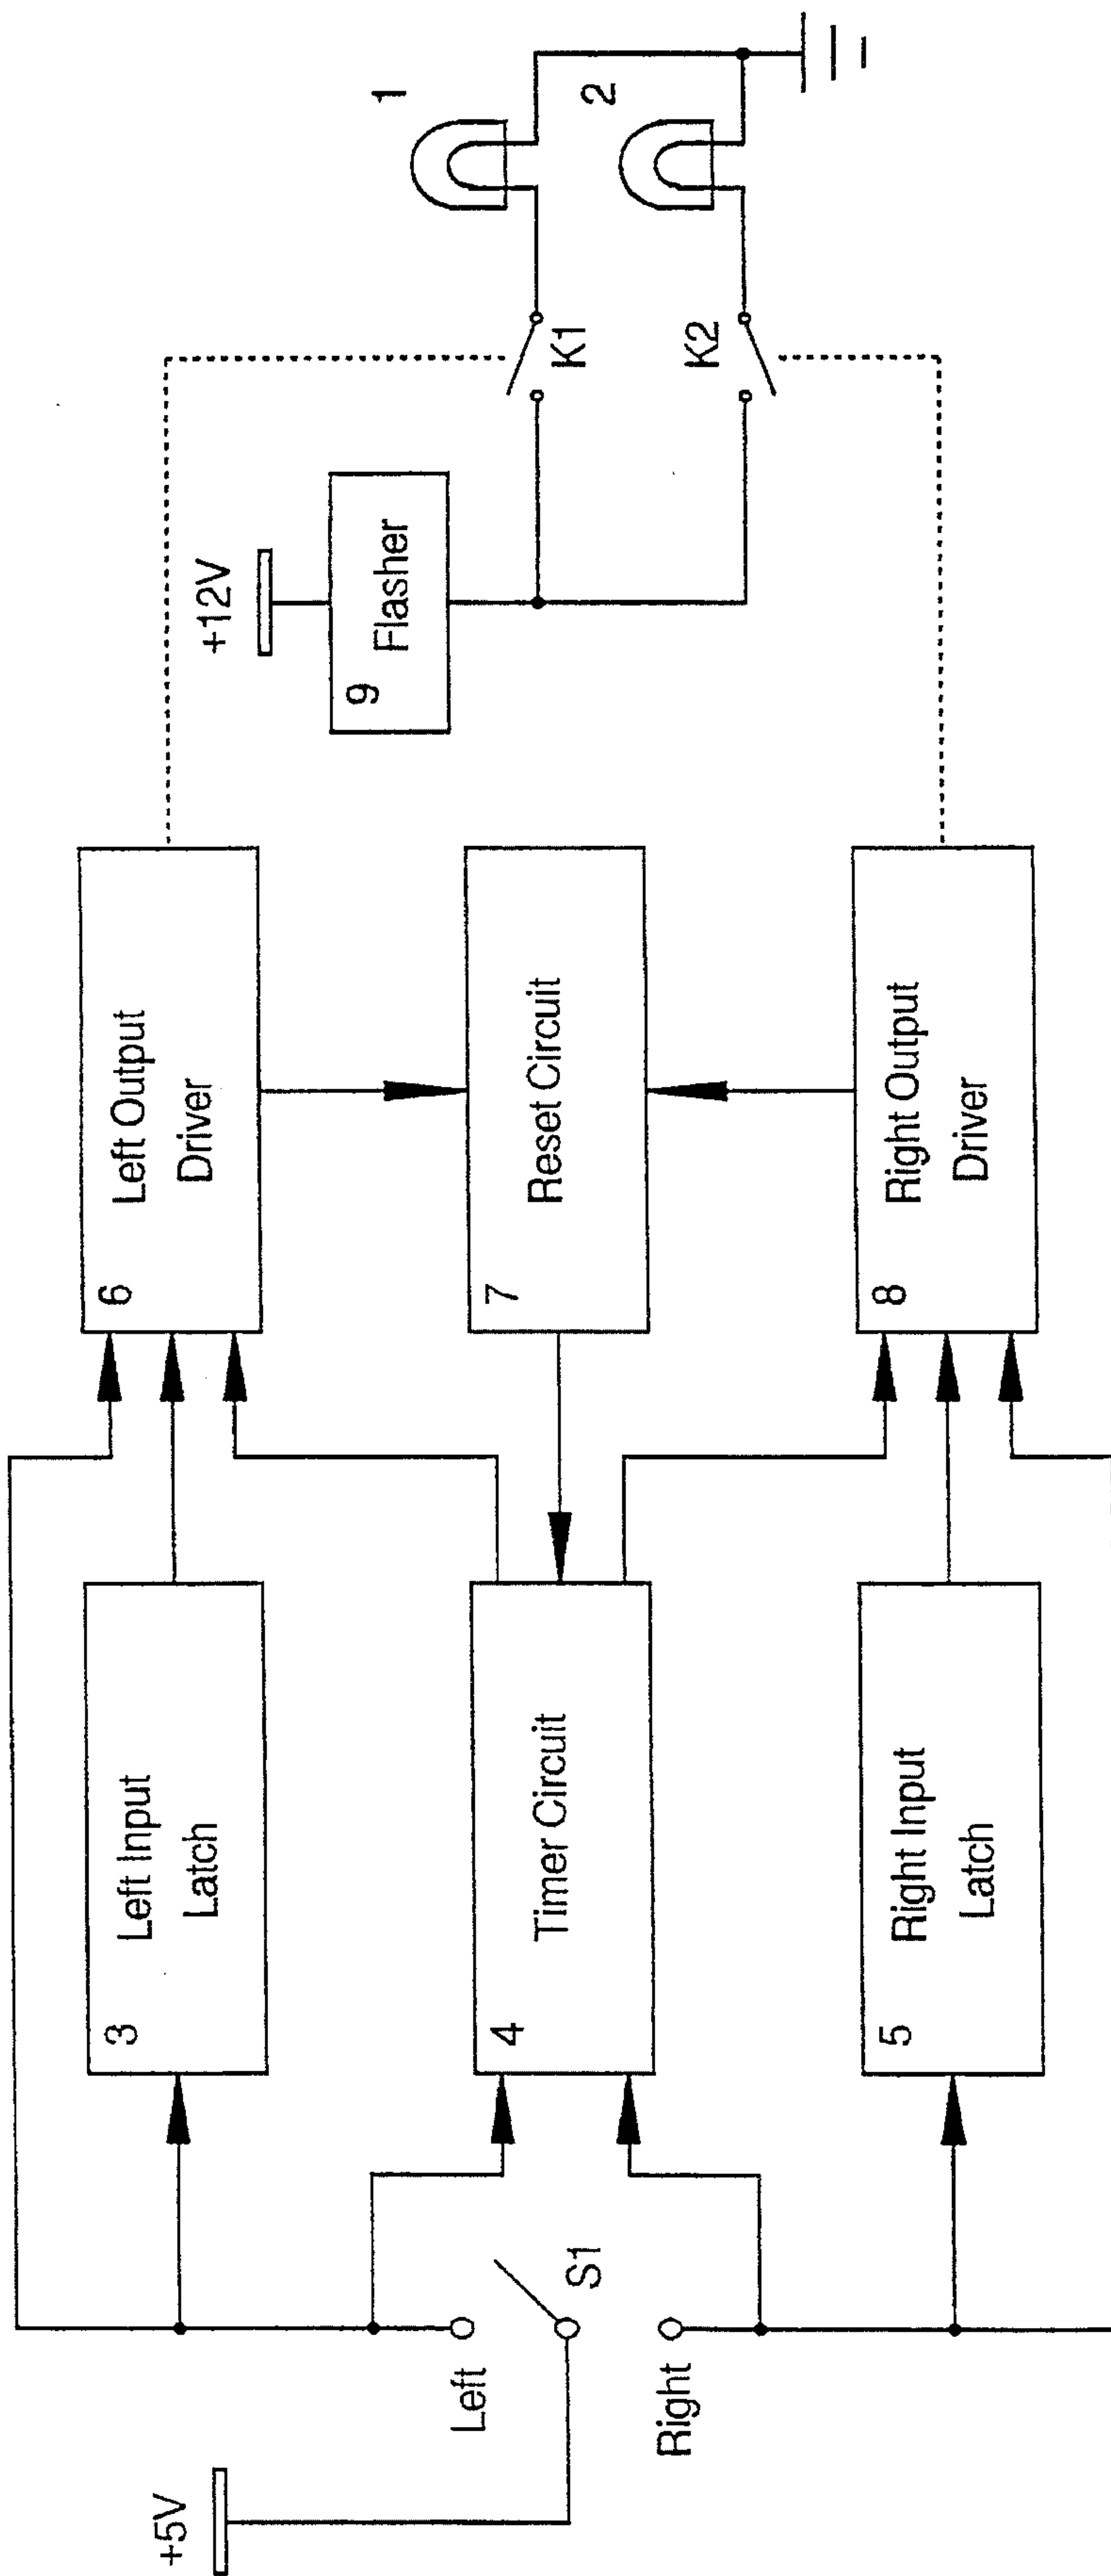 +5V
Left
Right
S1
3
Left Input
Latch
4
Timer Circuit
5
Right Input
Latch
6
Left Output
Driver
7
Reset Circuit
8
Right Output
Driver
+12V
9
Flasher
K1
K2
1
2